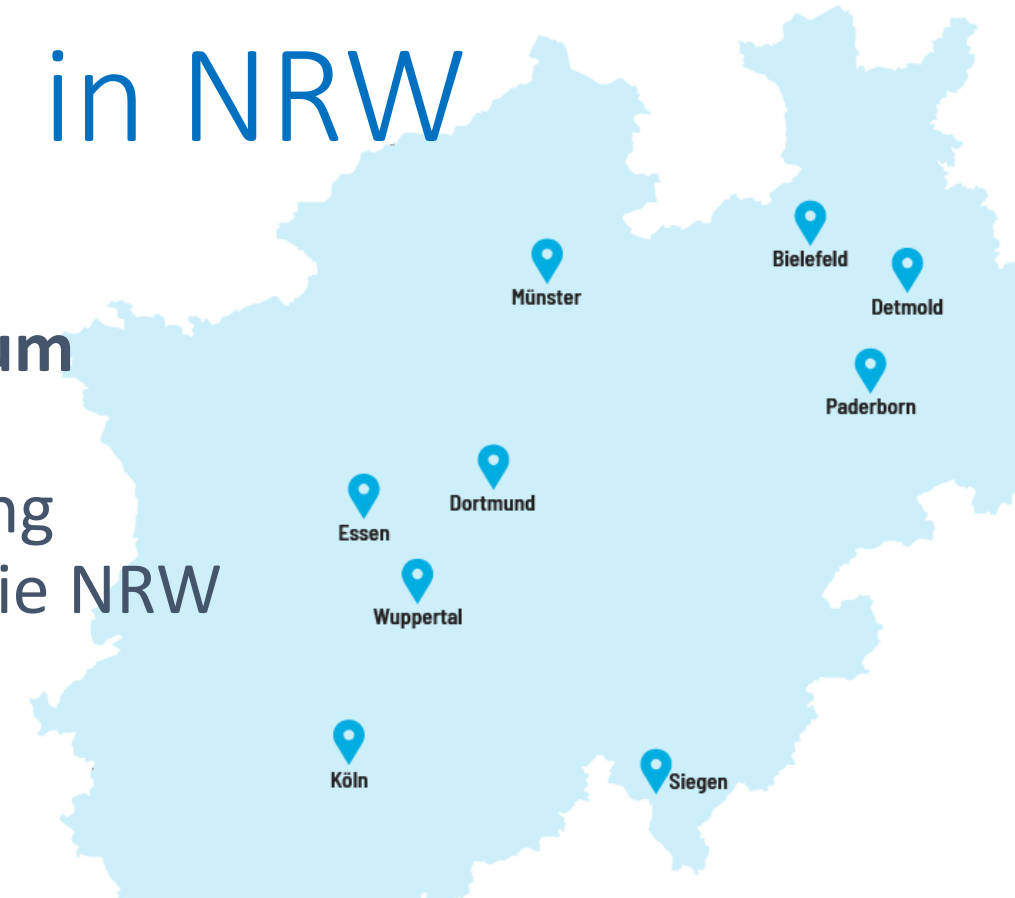 in NRW
Bielefeld
Münster
Detmold
um
Paderborn
Dortmund
ng
Essen
ie NRW
Wuppertal
Köln
Siegen